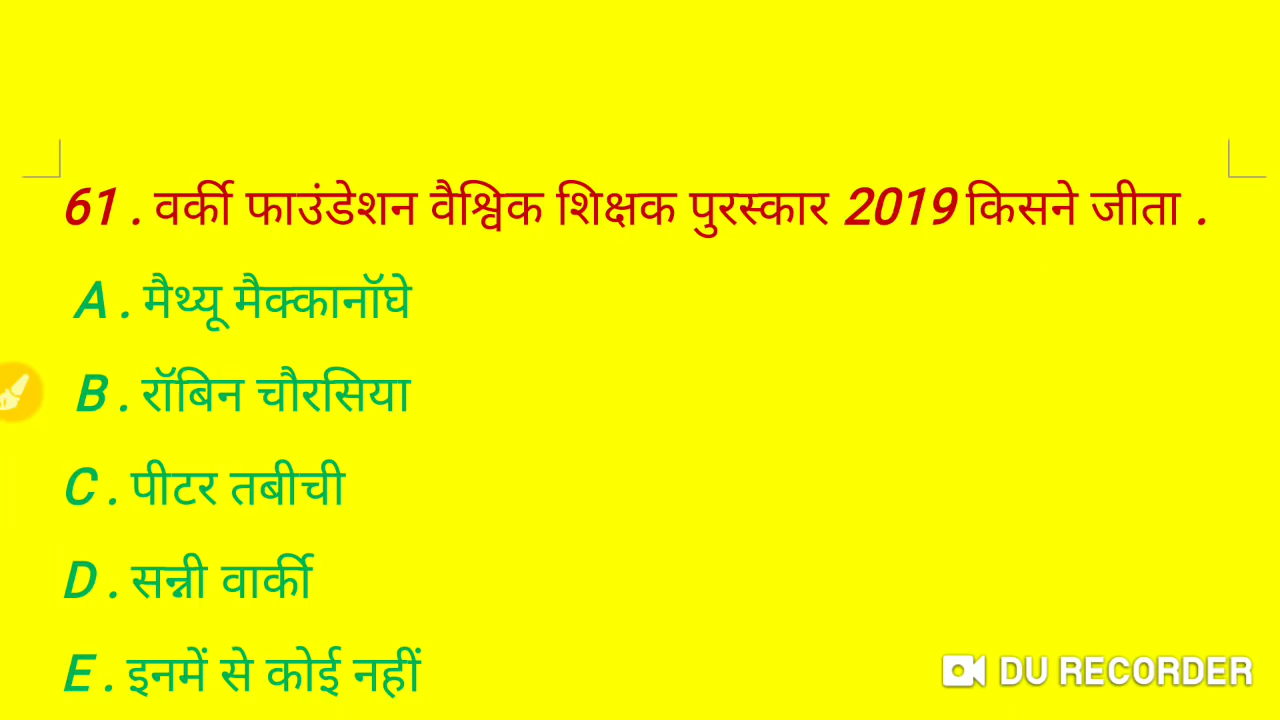 61 . वर्की फाउंडेशन वैश्विक शिक्षक पुरस्कार 2019 किसने जीता .
A . मैथ्यू मैक्कानॉघे
B . रॉबिन चौरसिया
C . पीटर तबीची
D . सन्नी वार्की
E . इनमें से कोई नहीं
DU RECORDER